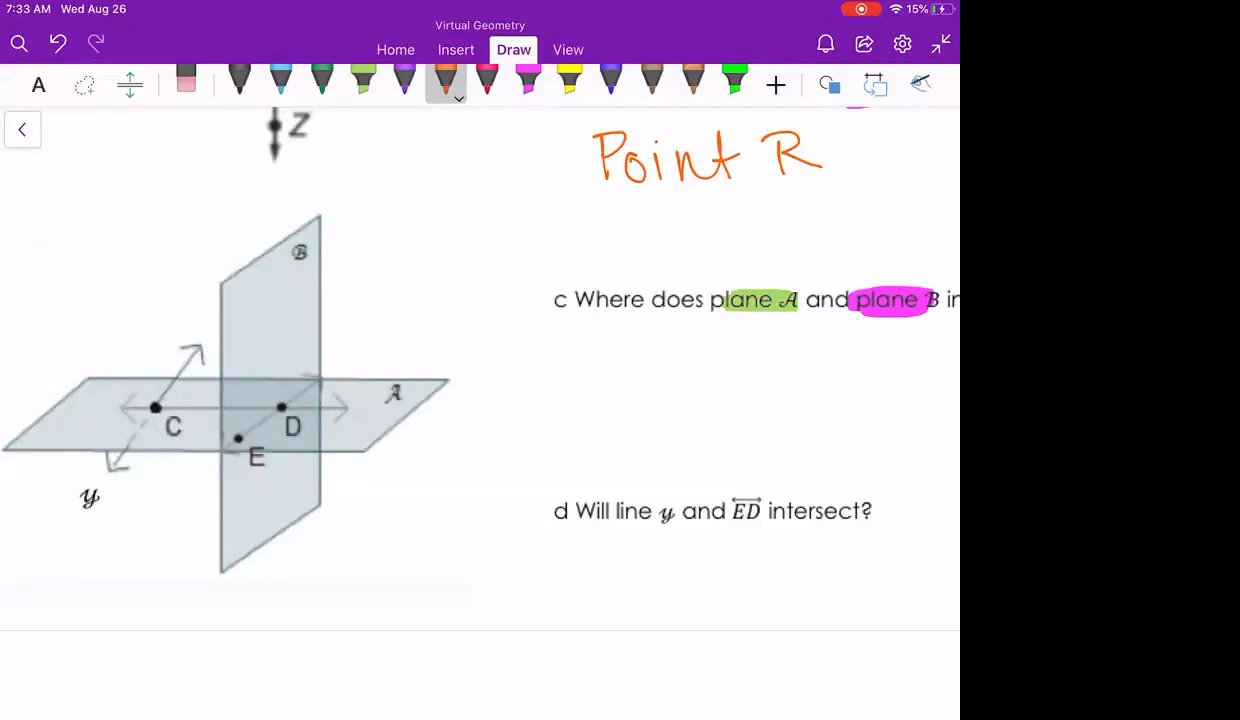 7:33 AM Wed Aug 26
15%
Virtual Geometry
Home Insert Draw View
A
Z
Point R
ℬ
c Where does plane 𝒜 and plane ℬ in
𝒜
C
D
E
𝓎
d Will line 𝓎 and ED intersect?